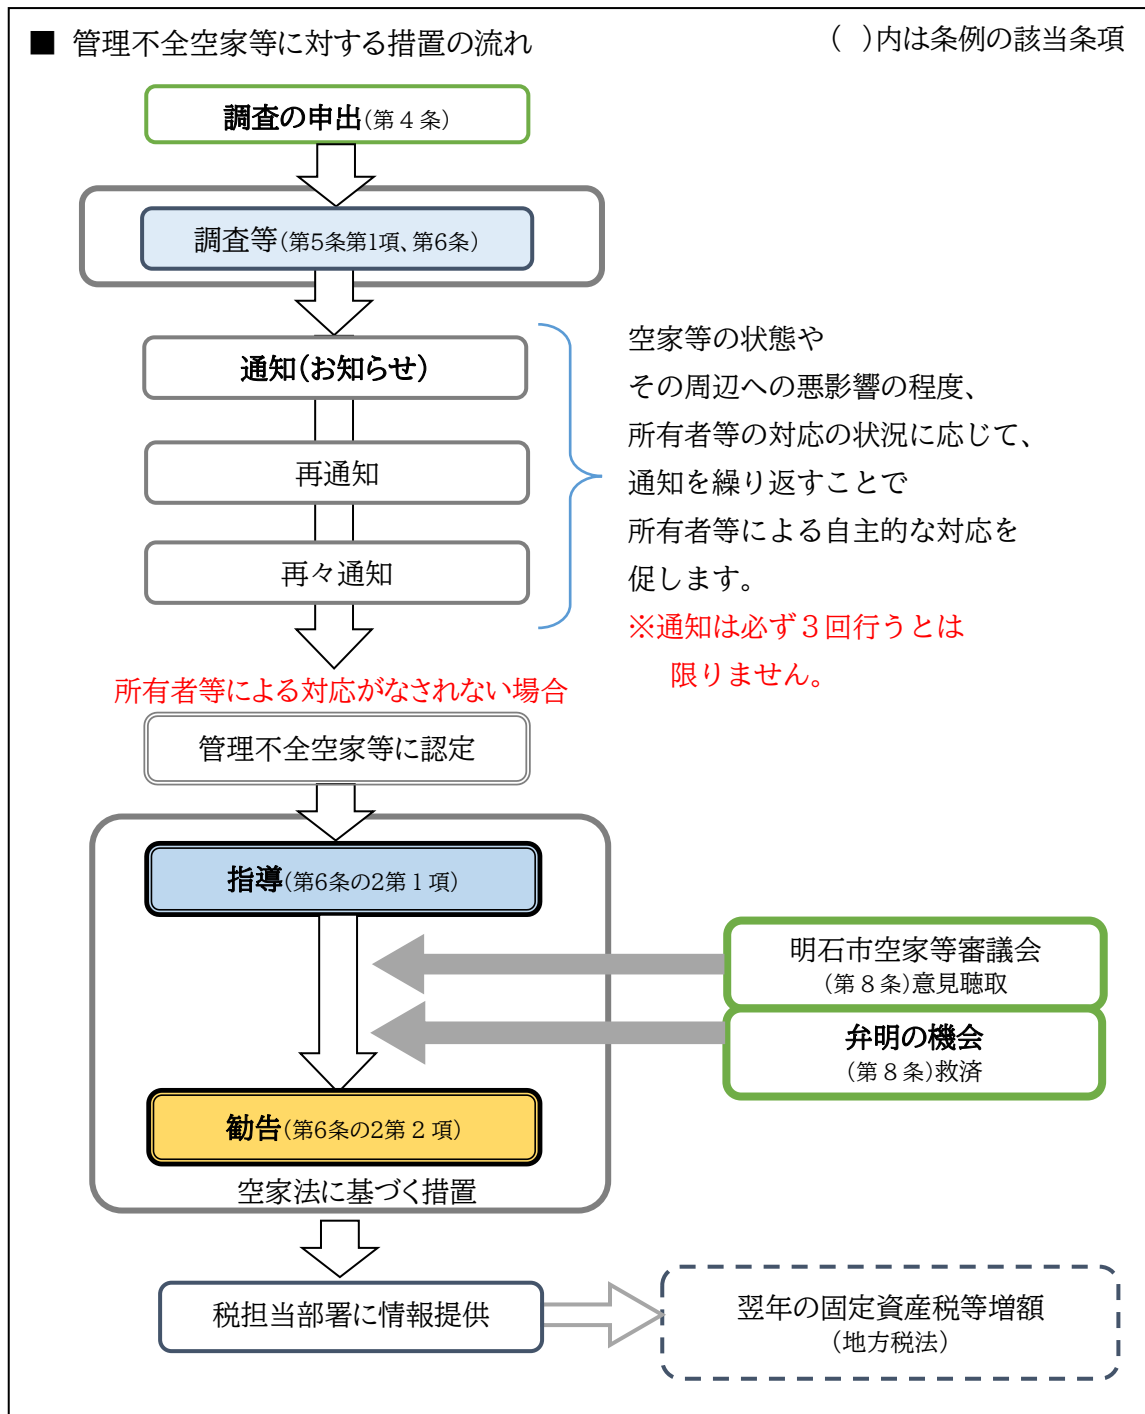 ■ 管理不全空家等に対する措置の流れ
(　)内は条例の該当条項
調査の申出(第４条)
調査等(第5条第1項、第6条)
通知(お知らせ)
再通知
再々通知
空家等の状態や
その周辺への悪影響の程度、
所有者等の対応の状況に応じて、
通知を繰り返すことで
所有者等による自主的な対応を
促します。
※通知は必ず３回行うとは
限りません。
所有者等による対応がなされない場合
管理不全空家等に認定
指導(第6条の2第１項)
明石市空家等審議会
(第８条)意見聴取
弁明の機会
(第８条)救済
勧告(第6条の2第２項)
空家法に基づく措置
税担当部署に情報提供
翌年の固定資産税等増額
(地方税法)